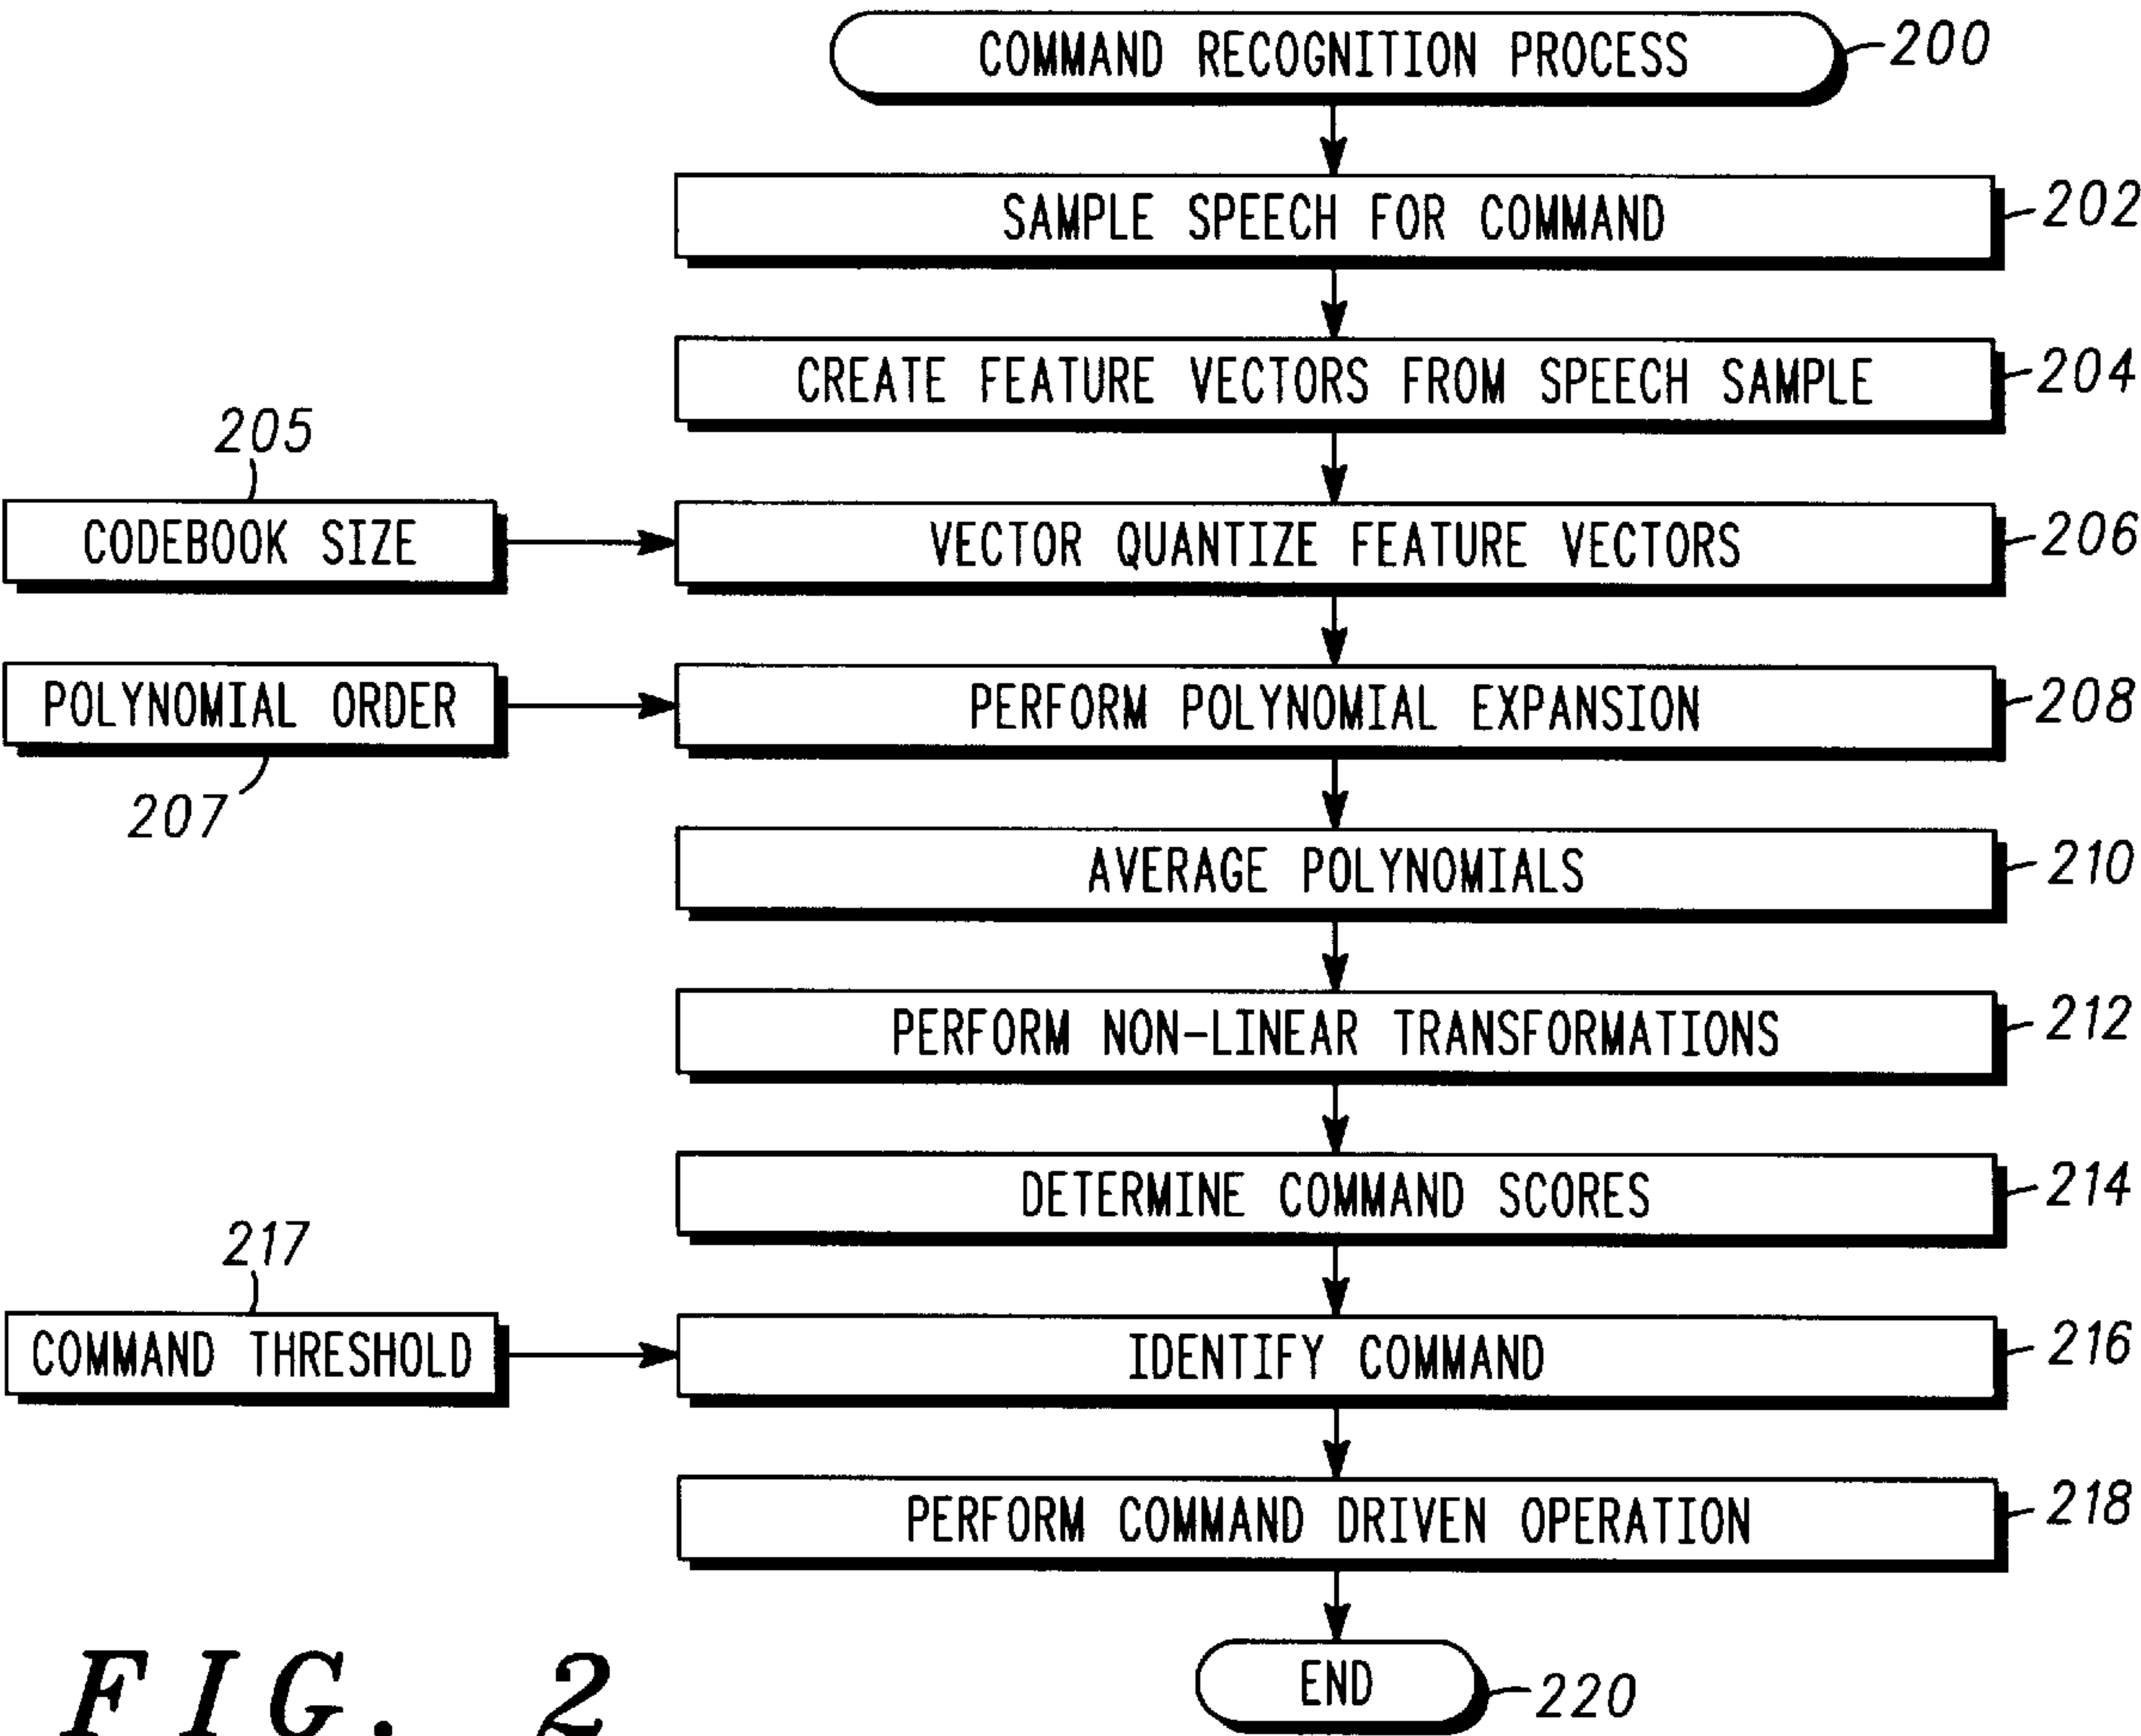 COMMAND RECOGNITION PROCESS
200
SAMPLE SPEECH FOR COMMAND
202
CREATE FEATURE VECTORS FROM SPEECH SAMPLE
204
205
CODEBOOK SIZE
VECTOR QUANTIZE FEATURE VECTORS
206
POLYNOMIAL ORDER
207
PERFORM POLYNOMIAL EXPANSION
208
AVERAGE POLYNOMIALS
210
PERFORM NON-LINEAR TRANSFORMATIONS
212
DETERMINE COMMAND SCORES
214
217
COMMAND THRESHOLD
IDENTIFY COMMAND
216
PERFORM COMMAND DRIVEN OPERATION
218
END
220
FIG. 2